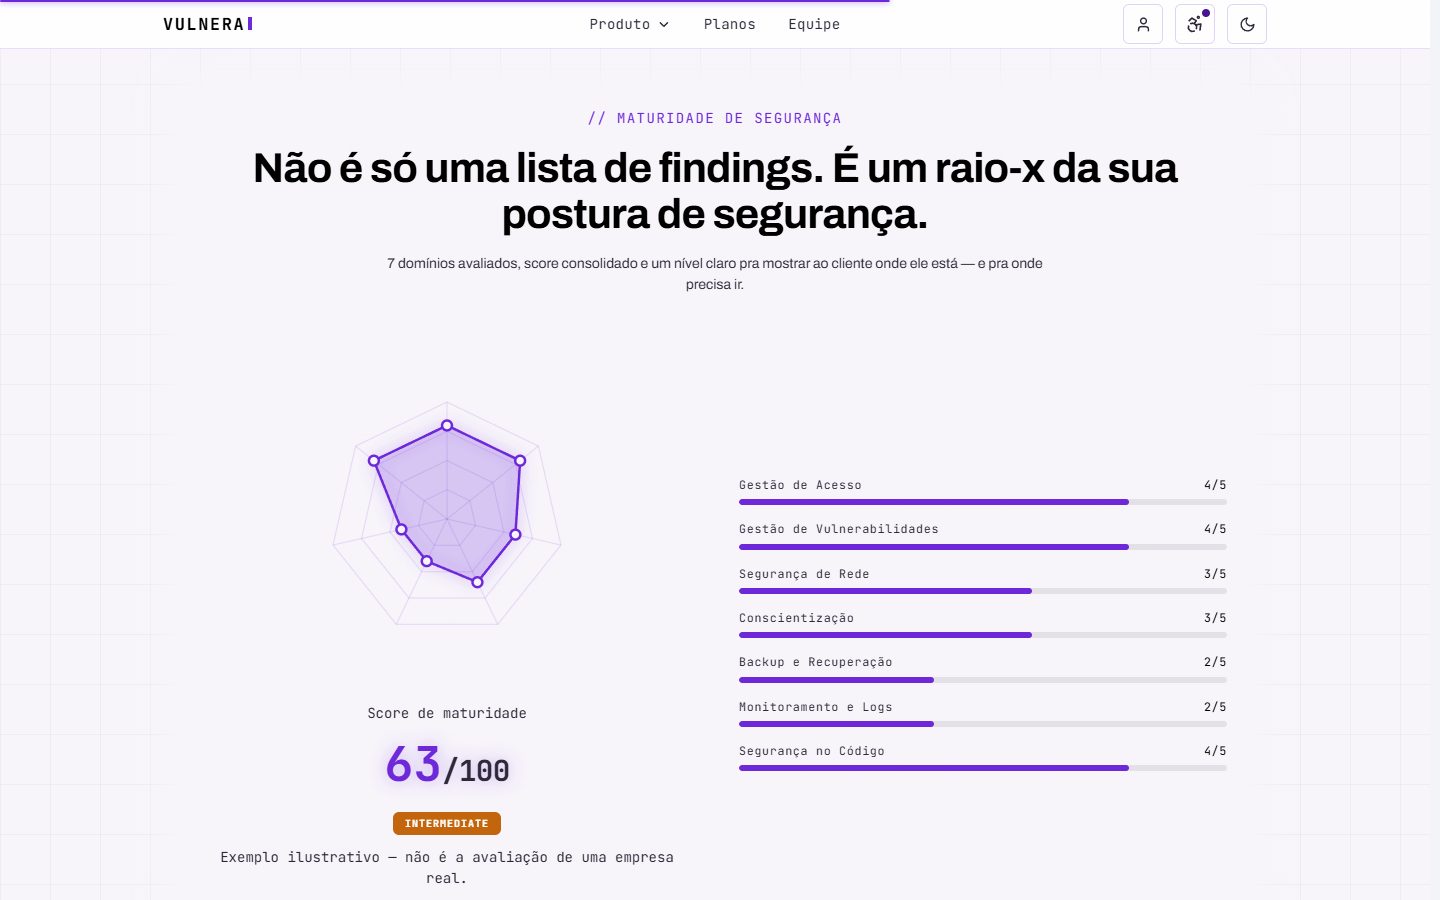 VULNERA
Produto
Planos
Equipe
// MATURIDADE DE SEGURANÇA
Não é só uma lista de findings. É um raio-x da sua
postura de segurança.
7 domínios avaliados, score consolidado e um nível claro pra mostrar ao cliente onde ele está — e pra onde
precisa ir.
Gestão de Acesso 4/5
Gestão de Vulnerabilidades 4/5
Segurança de Rede 3/5
Conscientização 3/5
Backup e Recuperação 2/5
Monitoramento e Logs 2/5
Segurança no Código 4/5
Score de maturidade
63/100
INTERMEDIATE
Exemplo ilustrativo — não é a avaliação de uma empresa
real.